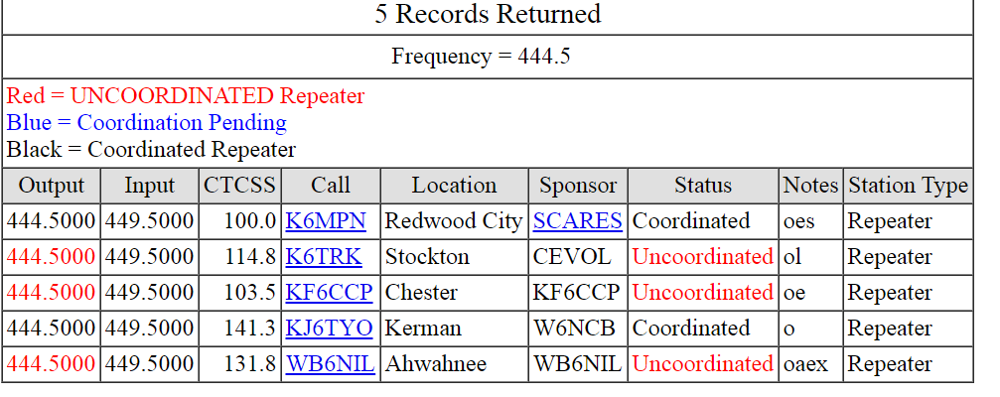 5 Records Returned
Frequency = 444.5
Red = UNCOORDINATED Repeater
Blue = Coordination Pending
Black = Coordinated Repeater
Output Input CTCSS Call Location Sponsor Status Notes Station Type
444.5000 449.5000 100.0 K6MPN Redwood City SCARES Coordinated oes Repeater
444.5000 449.5000 114.8 K6TRK Stockton CEVOL Uncoordinated ol Repeater
444.5000 449.5000 103.5 KF6CCP Chester KF6CCP Uncoordinated oe Repeater
444.5000 449.5000 141.3 KJ6TYO Kerman W6NCB Coordinated o Repeater
444.5000 449.5000 131.8 WB6NIL Ahwahnee WB6NIL Uncoordinated oaex Repeater